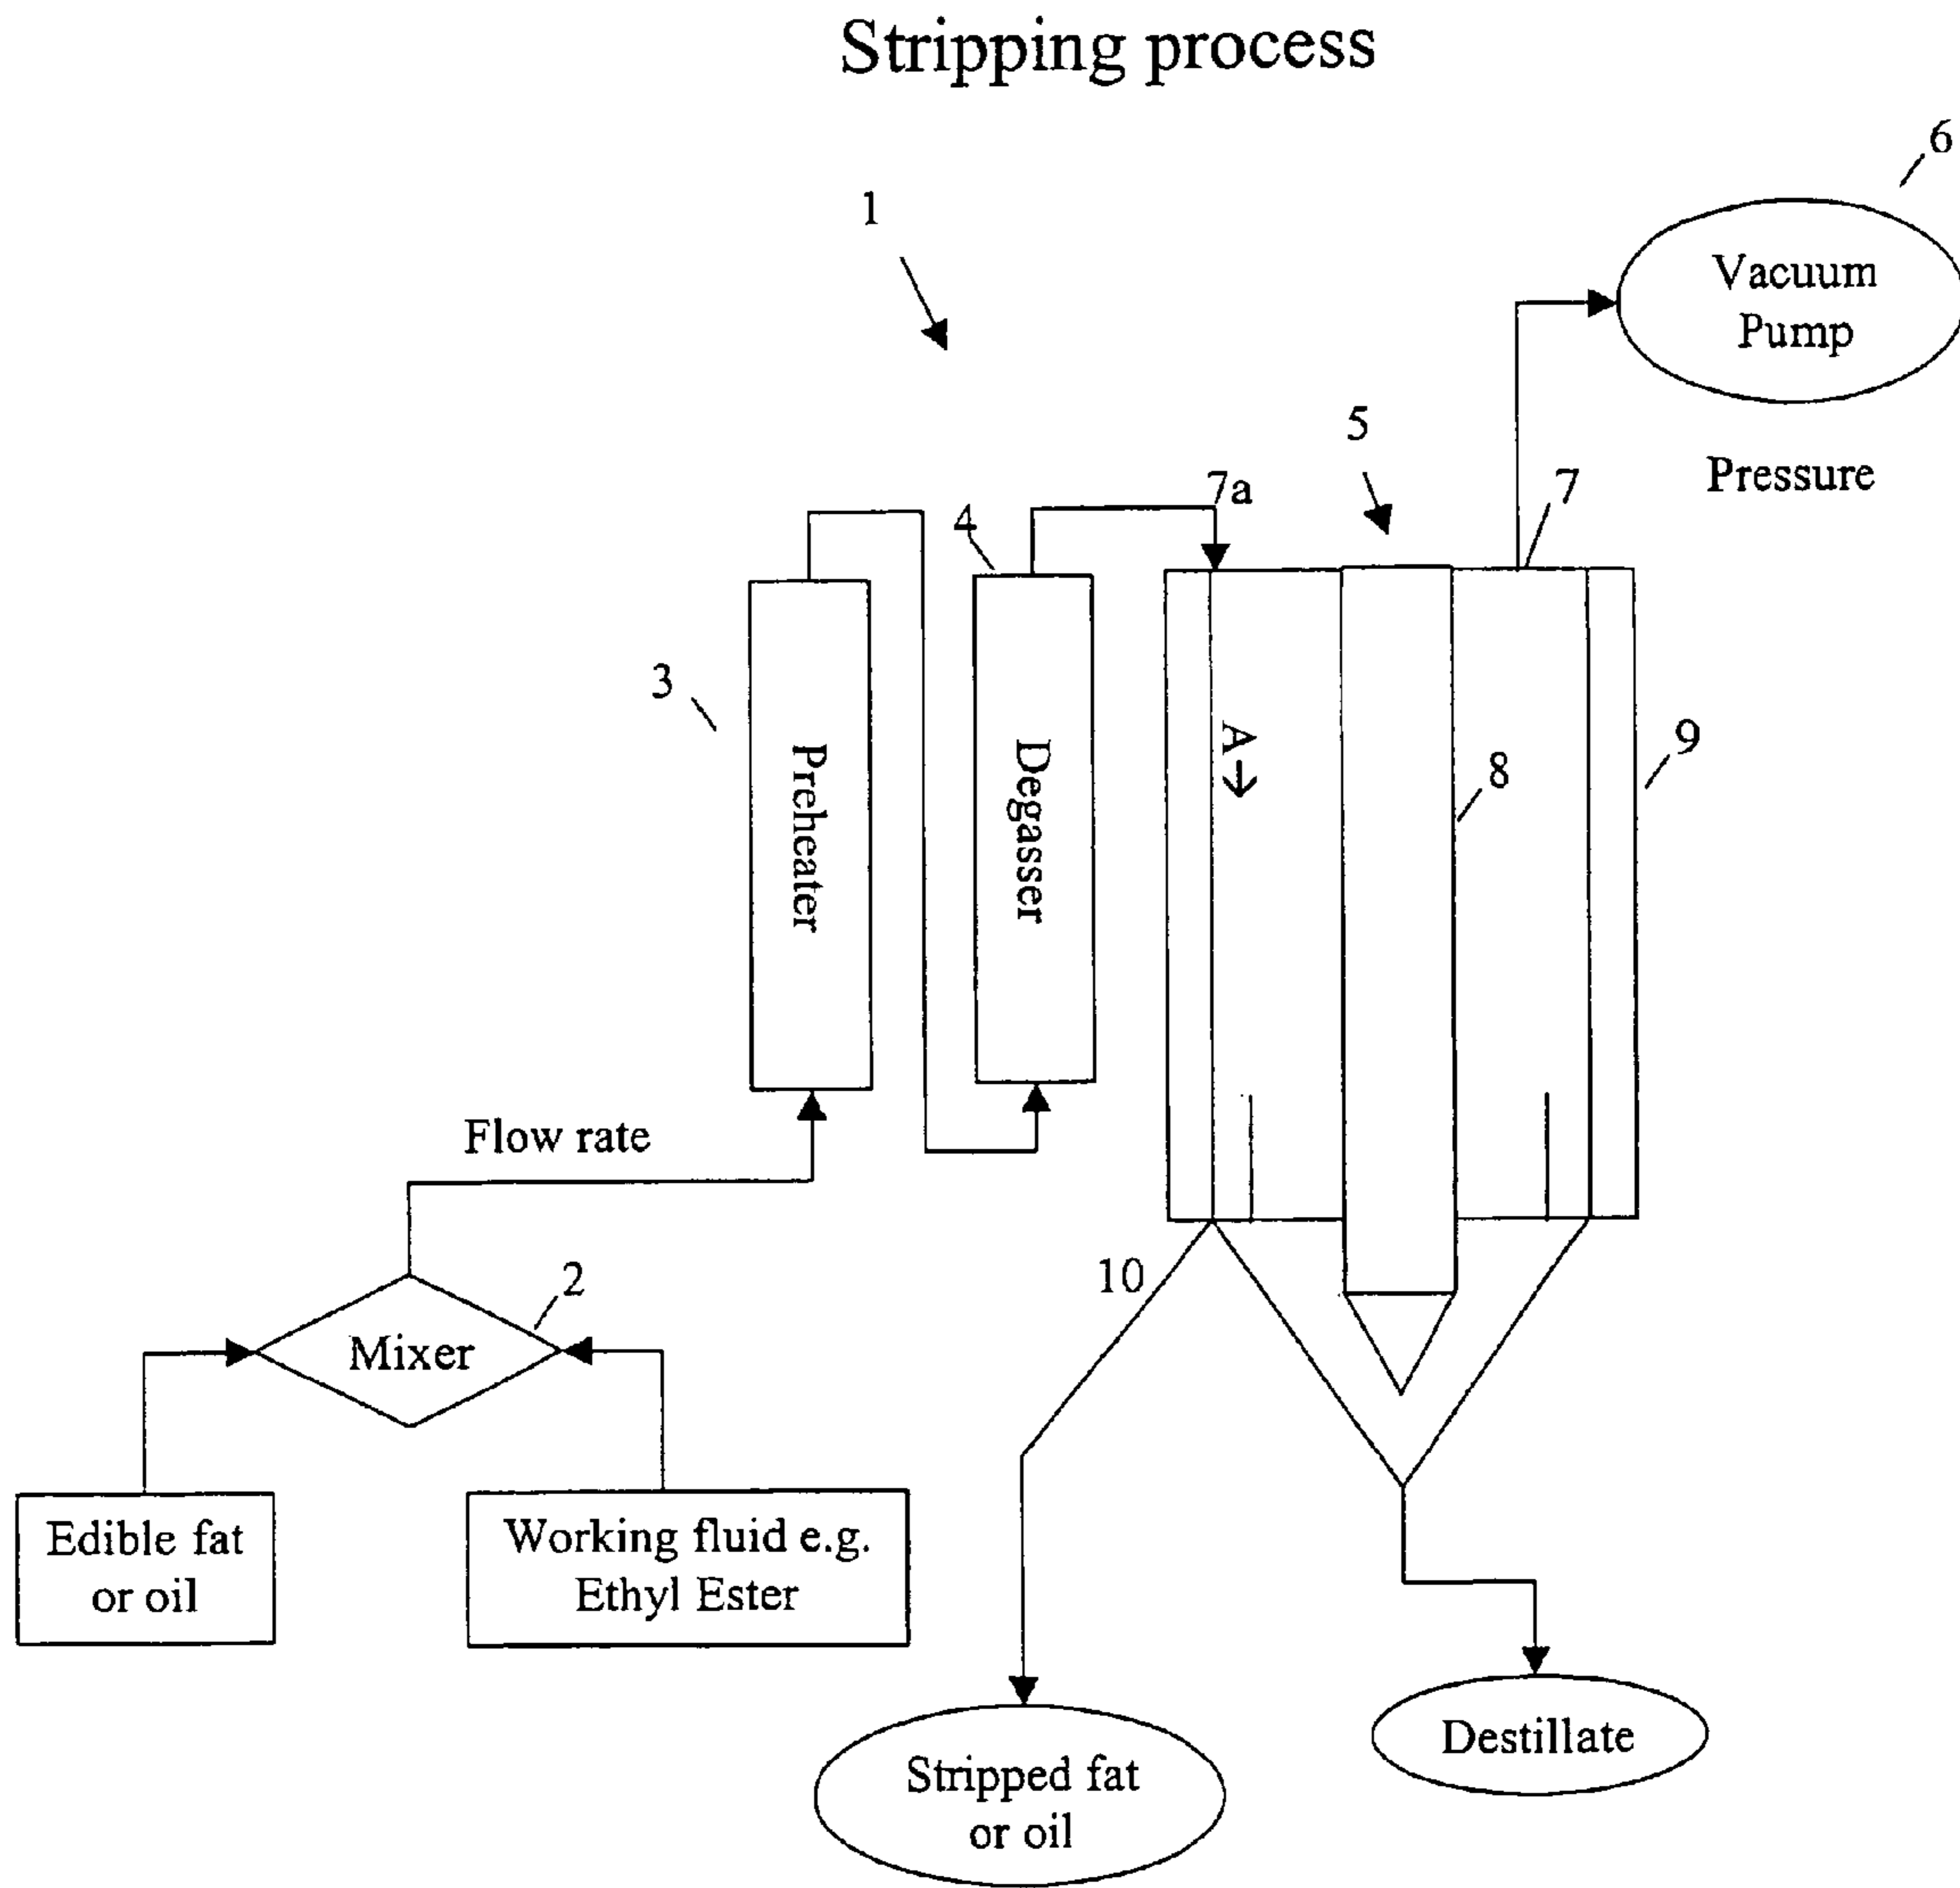 Stripping process
6
1
Vacuum
Pump
5
Pressure
7a
7
4
3
9
A
8
Preheater
Degasser
Flow rate
10
2
Mixer
Edible fat
or oil
Working fluid e.g.
Ethyl Ester
Destillate
Stripped fat
or oil